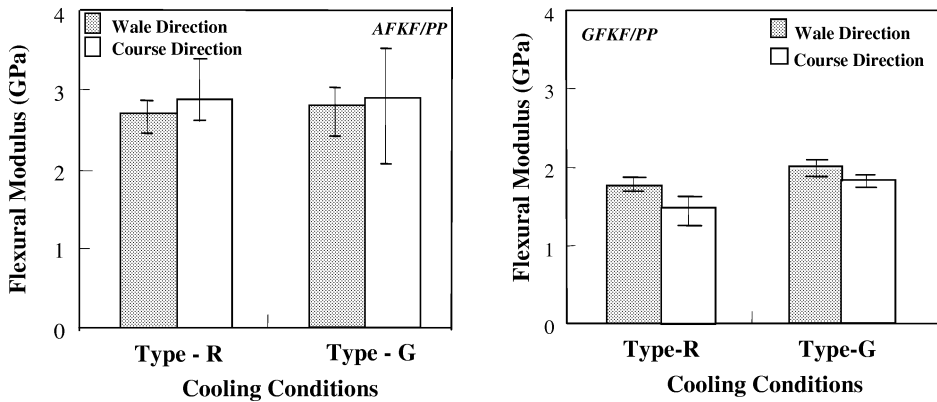 4
3
2
1
0
Flexural Modulus (GPa)
Wale Direction
Course Direction
AFKF/PP
Type - R
Type - G
Cooling Conditions
4
3
2
1
0
Flexural Modulus (GPa)
GFKF/PP
Wale Direction
Course Direction
Type-R
Type-G
Cooling Conditions